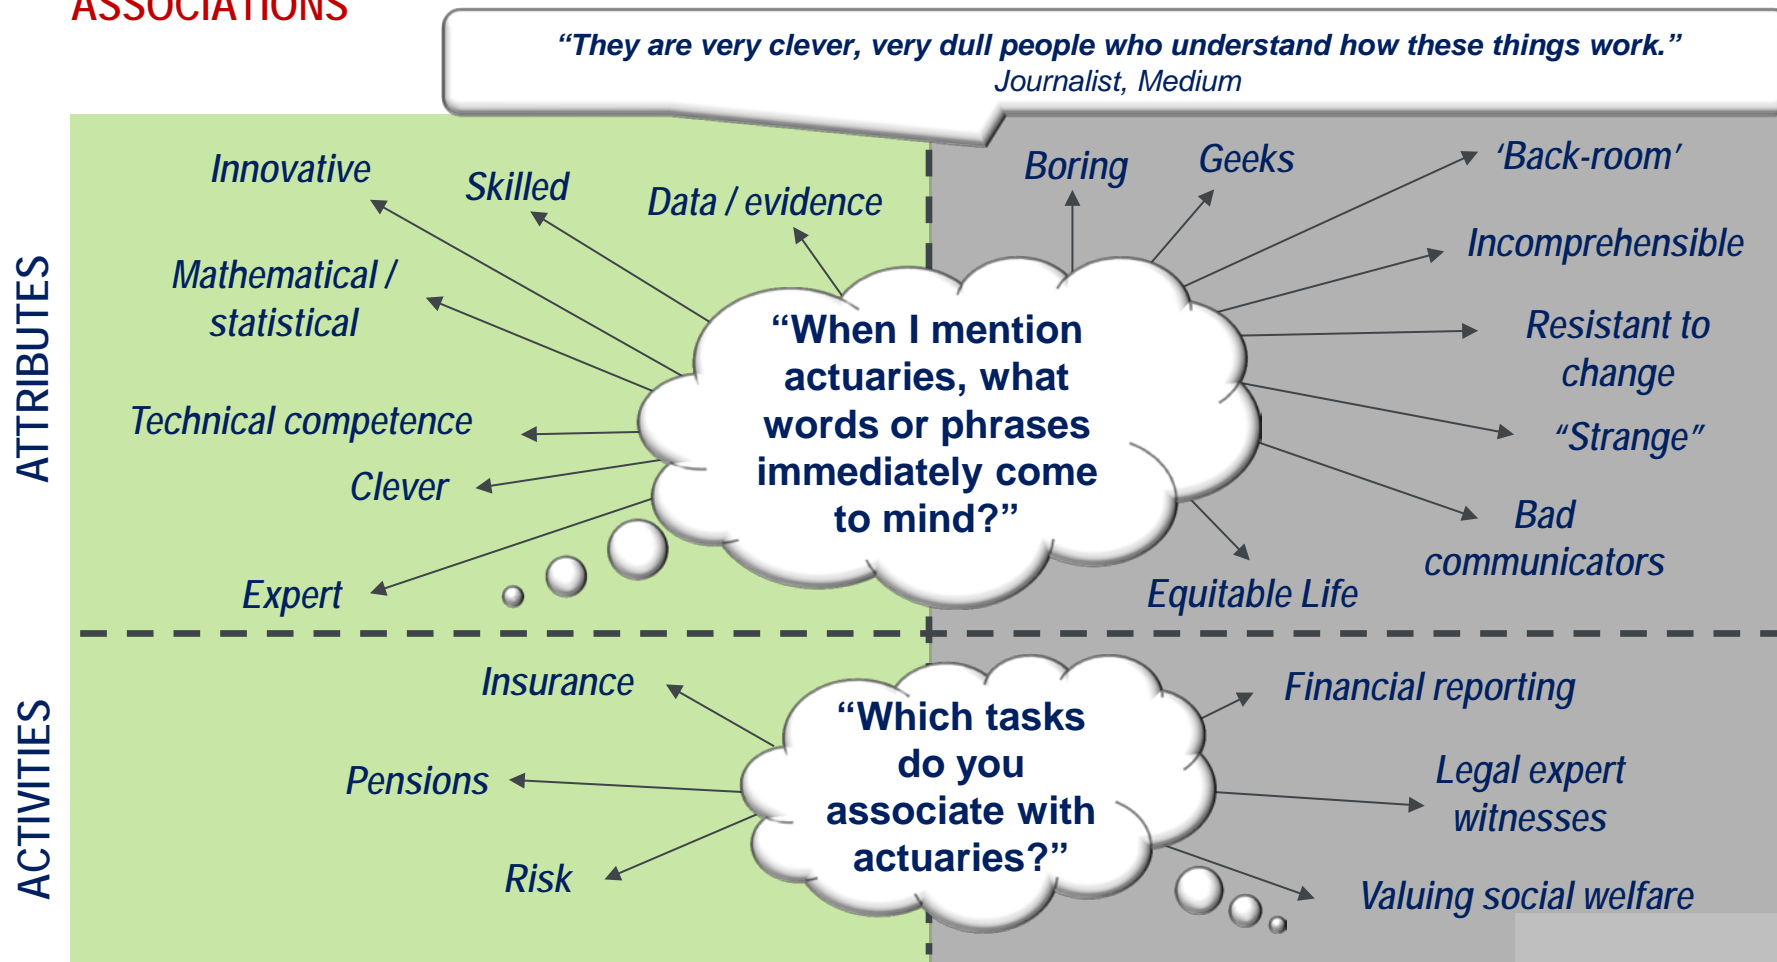 ASSOCIATIONS
“They are very clever, very dull people who understand how these things work.”
Journalist, Medium
ATTRIBUTES
Innovative
Skilled
Data / evidence
Mathematical /
statistical
Technical competence
Clever
Expert
“When I mention
actuaries, what
words or phrases
immediately come
to mind?”
Boring
Geeks
‘Back-room’
Incomprehensible
Resistant to
change
“Strange”
Bad
communicators
Equitable Life
ACTIVITIES
Insurance
Pensions
Risk
“Which tasks
do you
associate with
actuaries?”
Financial reporting
Legal expert
witnesses
Valuing social welfare